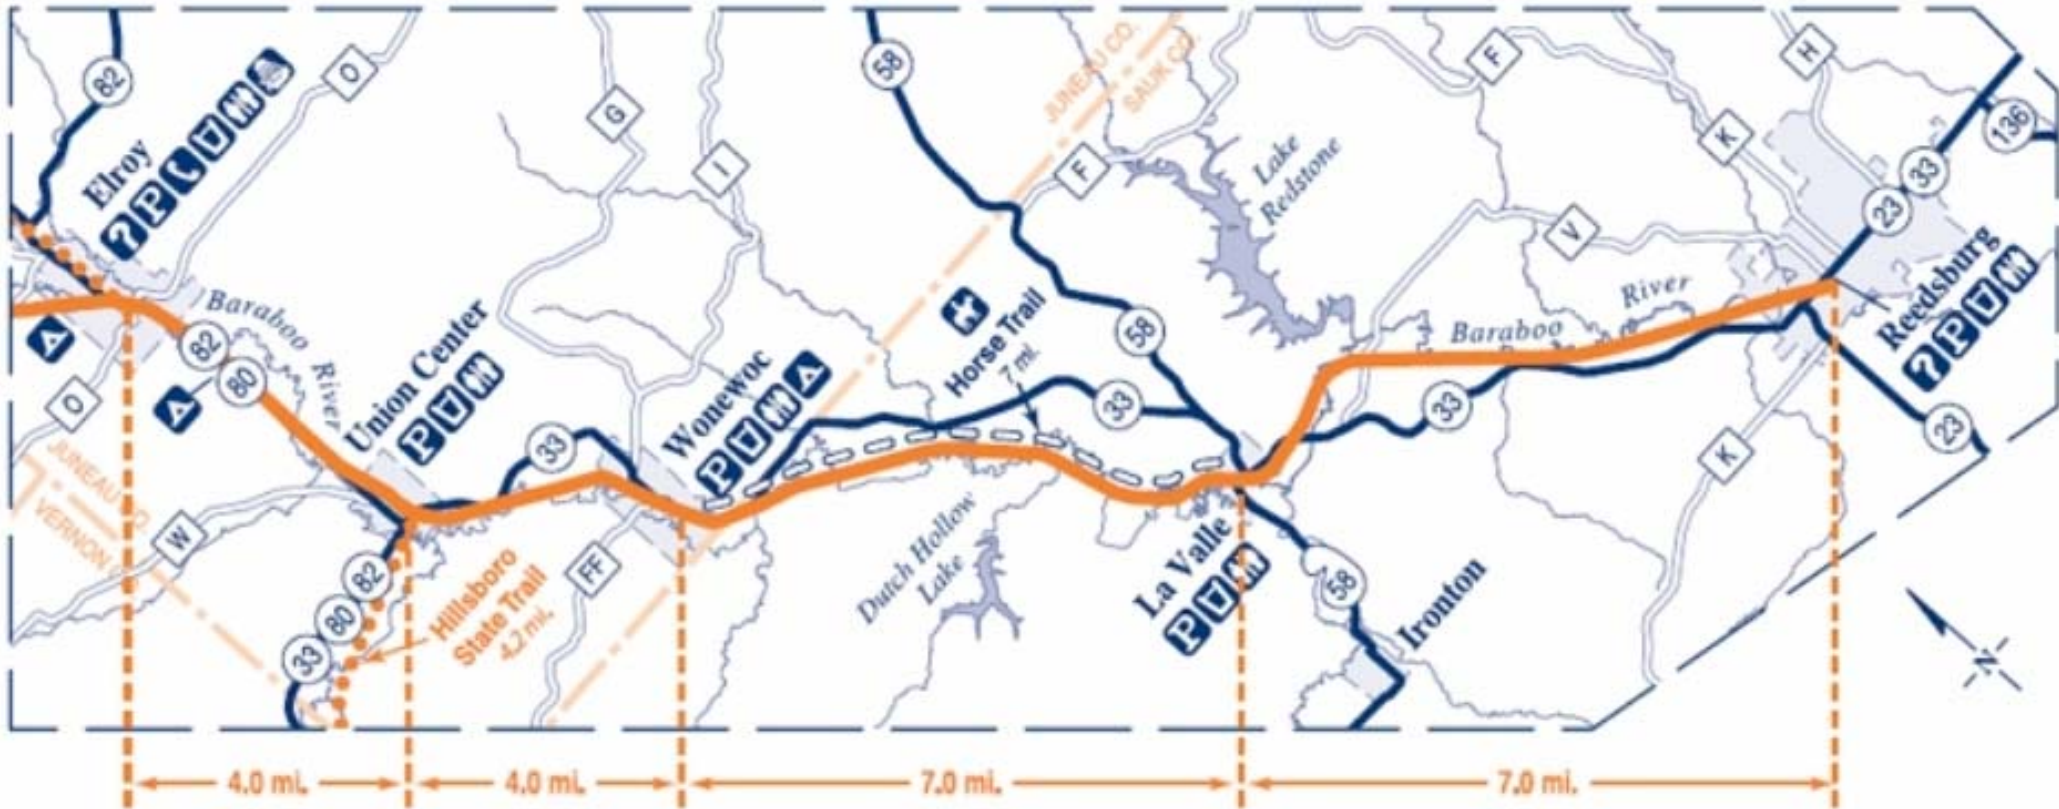 82
O
Elroy
? P
G
I
58
JUNEAU CO.
SAUK CO.
F
F
H
K
136
33
23
Lake
Redstone
V
Baraboo
River
82
80
O
Union Center
P
33
Wonewoc
P
Horse Trail
7 mi.
58
33
Baraboo
River
33
Reedsburg
? P
23
K
JUNEAU CO.
VERNON
W
82
80
33
Hillsboro
State Trail
4.2 mi.
FF
Dutch Hollow
Lake
La Valle
P
58
Ironton
N
4.0 mi.
4.0 mi.
7.0 mi.
7.0 mi.